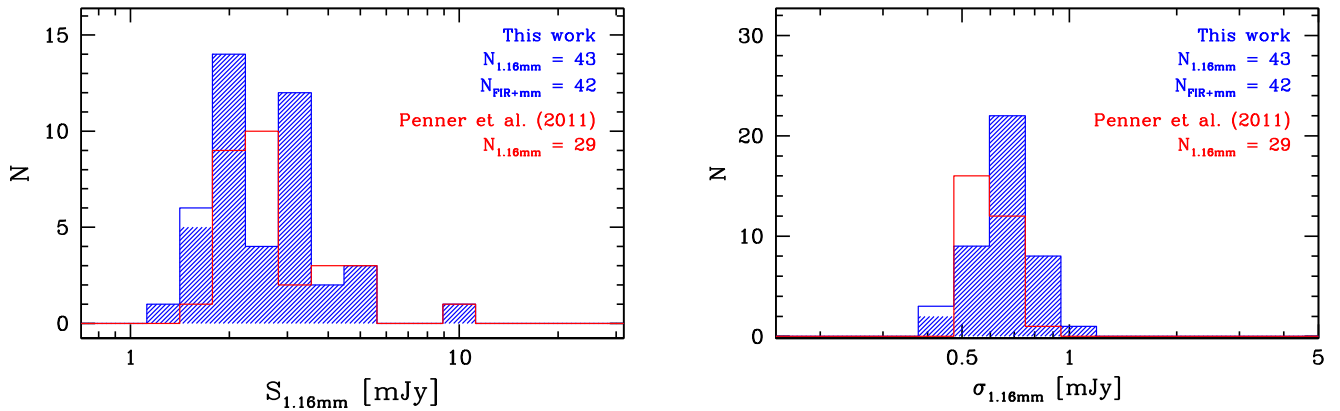 This work
N1.16mm = 43
NFIR+mm = 42
Penner et al. (2011)
N1.16mm = 29
15
10
5
0
N
1
10
S1.16mm [mJy]
This work
N1.16mm = 43
NFIR+mm = 42
Penner et al. (2011)
N1.16mm = 29
30
20
10
0
N
0.5
1
5
σ1.16mm [mJy]